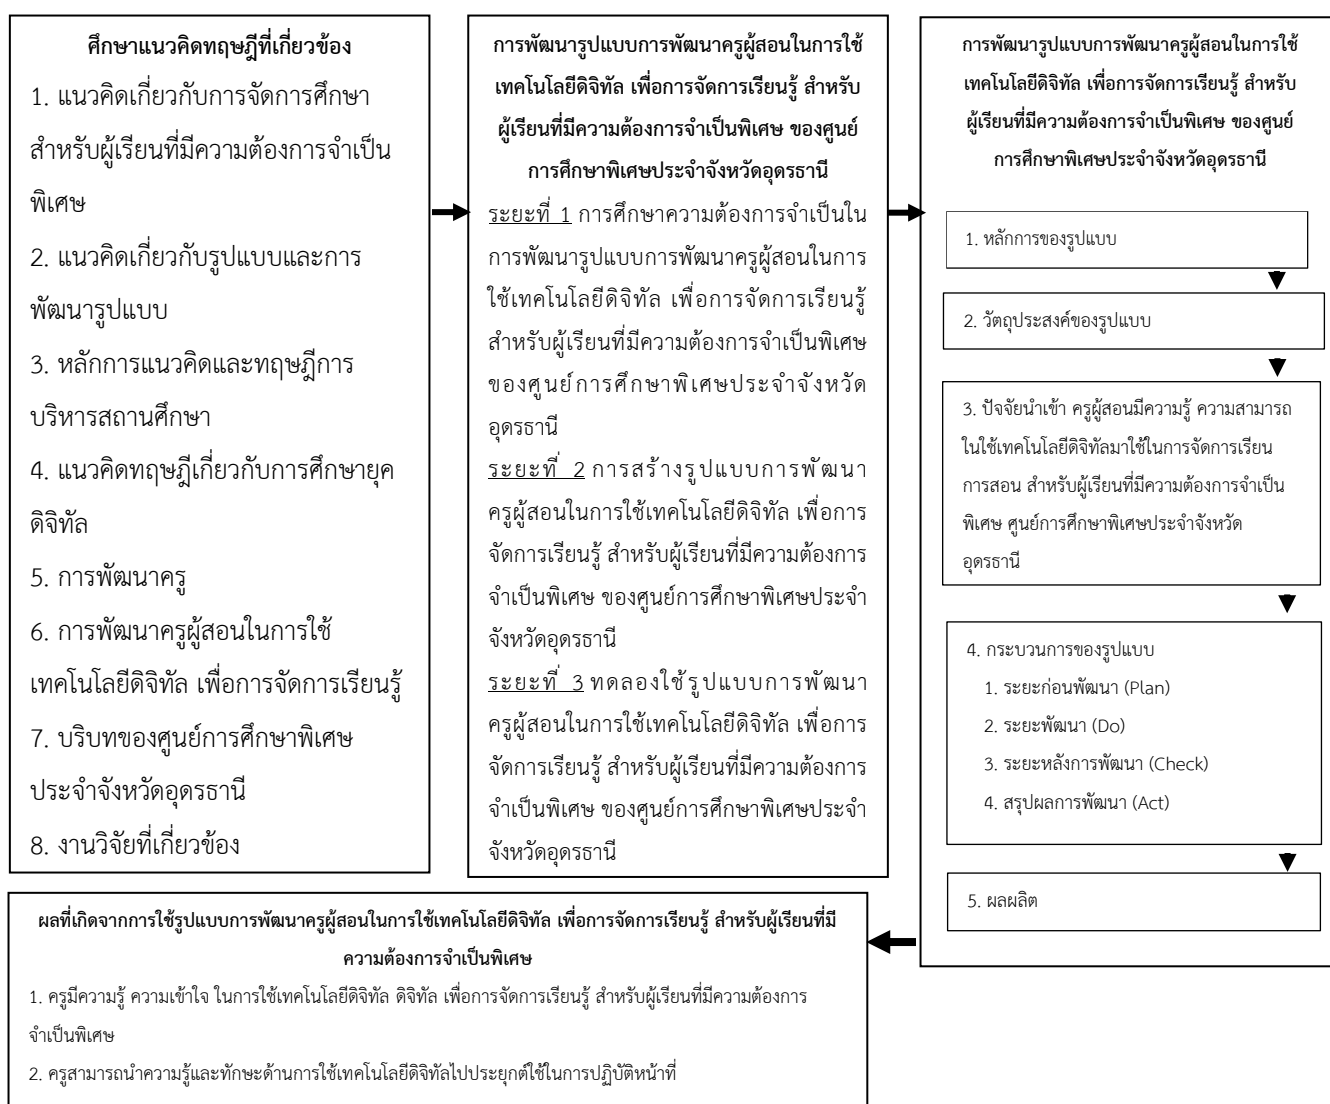 ศึกษาแนวคิดทฤษฎีที่เกี่ยวข้อง
1. แนวคิดเกี่ยวกับการจัดการศึกษา
สำหรับผู้เรียนที่มีความต้องการจำเป็น
พิเศษ
2. แนวคิดเกี่ยวกับรูปแบบและการ
พัฒนารูปแบบ
3. หลักการแนวคิดและทฤษฎีการ
บริหารสถานศึกษา
4. แนวคิดทฤษฎีเกี่ยวกับการศึกษายุค
ดิจิทัล
5. การพัฒนาครู
6. การพัฒนาครูผู้สอนในการใช้
เทคโนโลยีดิจิทัล เพื่อการจัดการเรียนรู้
7. บริบทของศูนย์การศึกษาพิเศษ
ประจำจังหวัดอุดรธานี
8. งานวิจัยที่เกี่ยวข้อง
การพัฒนารูปแบบการพัฒนาครูผู้สอนในการใช้
เทคโนโลยีดิจิทัล เพื่อการจัดการเรียนรู้ สำหรับ
ผู้เรียนที่มีความต้องการจำเป็นพิเศษ ของศูนย์
การศึกษาพิเศษประจำจังหวัดอุดรธานี
ระยะที่ 1 การศึกษาความต้องการจำเป็นใน
การพัฒนารูปแบบการพัฒนาครูผู้สอนในการ
ใช้เทคโนโลยีดิจิทัล เพื่อการจัดการเรียนรู้
สำหรับผู้เรียนที่มีความต้องการจำเป็นพิเศษ
ของศูนย์การศึกษาพิเศษประจำจังหวัด
อุดรธานี
ระยะที่ 2 การสร้างรูปแบบการพัฒนา
ครูผู้สอนในการใช้เทคโนโลยีดิจิทัล เพื่อการ
จัดการเรียนรู้ สำหรับผู้เรียนที่มีความต้องการ
จำเป็นพิเศษ ของศูนย์การศึกษาพิเศษประจำ
จังหวัดอุดรธานี
ระยะที่ 3 ทดลองใช้รูปแบบการพัฒนา
ครูผู้สอนในการใช้เทคโนโลยีดิจิทัล เพื่อการ
จัดการเรียนรู้ สำหรับผู้เรียนที่มีความต้องการ
จำเป็นพิเศษ ของศูนย์การศึกษาพิเศษประจำ
จังหวัดอุดรธานี
การพัฒนารูปแบบการพัฒนาครูผู้สอนในการใช้
เทคโนโลยีดิจิทัล เพื่อการจัดการเรียนรู้ สำหรับ
ผู้เรียนที่มีความต้องการจำเป็นพิเศษ ของศูนย์
การศึกษาพิเศษประจำจังหวัดอุดรธานี
1. หลักการของรูปแบบ
2. วัตถุประสงค์ของรูปแบบ
3. ปัจจัยนำเข้า ครูผู้สอนมีความรู้ ความสามารถ
ในใช้เทคโนโลยีดิจิทัลมาใช้ในการจัดการเรียน
การสอน สำหรับผู้เรียนที่มีความต้องการจำเป็น
พิเศษ ศูนย์การศึกษาพิเศษประจำจังหวัด
อุดรธานี
4. กระบวนการของรูปแบบ
1. ระยะก่อนพัฒนา (Plan)
2. ระยะพัฒนา (Do)
3. ระยะหลังการพัฒนา (Check)
4. สรุปผลการพัฒนา (Act)
5. ผลผลิต
ผลที่เกิดจากการใช้รูปแบบการพัฒนาครูผู้สอนในการใช้เทคโนโลยีดิจิทัล เพื่อการจัดการเรียนรู้ สำหรับผู้เรียนที่มี
ความต้องการจำเป็นพิเศษ
1. ครูมีความรู้ ความเข้าใจ ในการใช้เทคโนโลยีดิจิทัล ดิจิทัล เพื่อการจัดการเรียนรู้ สำหรับผู้เรียนที่มีความต้องการ
จำเป็นพิเศษ
2. ครูสามารถนำความรู้และทักษะด้านการใช้เทคโนโลยีดิจิทัลไปประยุกต์ใช้ในการปฏิบัติหน้าที่